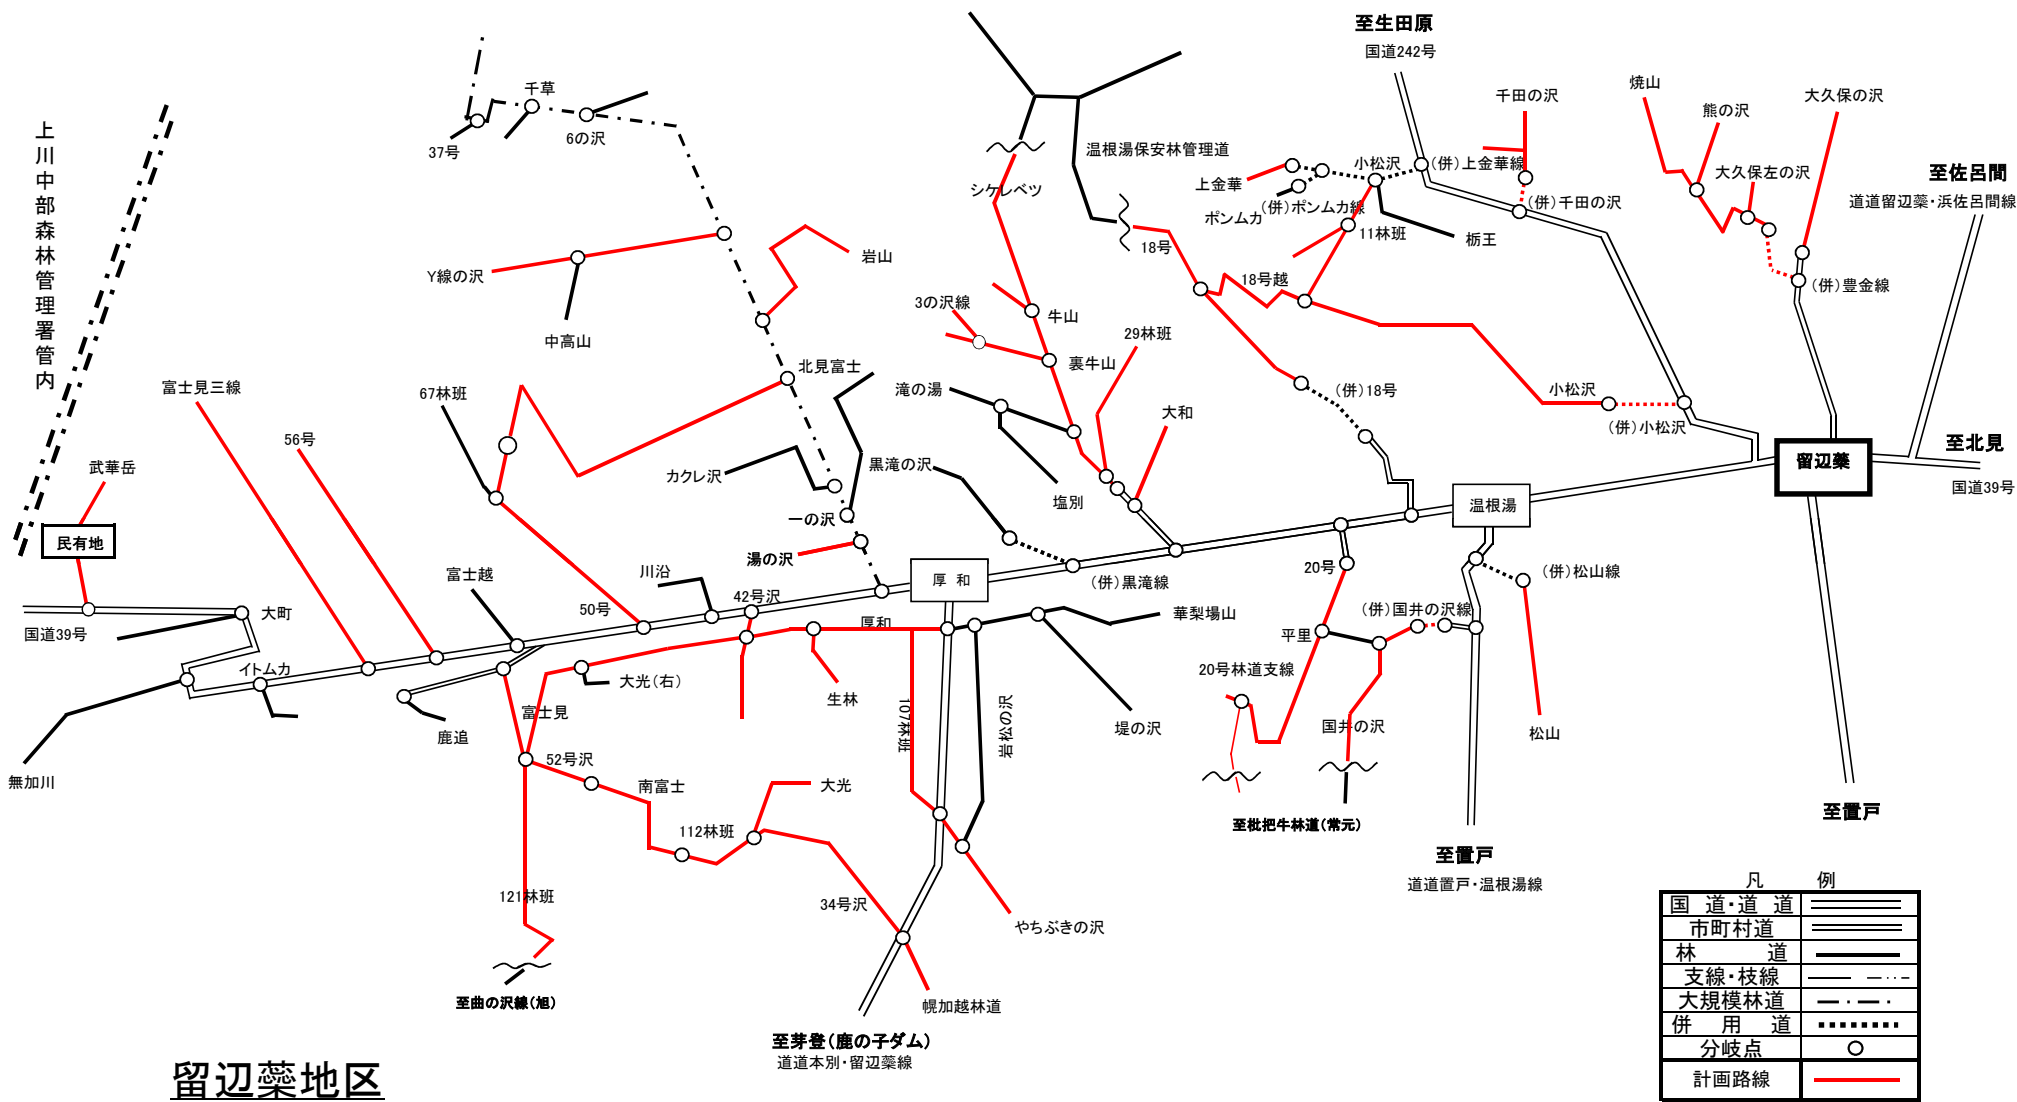 至生田原
国道242号
千草
6の沢
37号
上川中部森林管理署管内
焼山
熊の沢
千田の沢
大久保の沢
大久保左の沢
至佐呂間
道道留辺蘂・浜佐呂間線
温根湯保安林管理道
小松沢
(併)上金華線
上金華
シケレベツ
ポンムカ
(併)ポンムカ線
(併)千田の沢
11林班
栃王
18号
18号越
Y線の沢
岩山
中高山
3の沢線
牛山
(併)豊金線
29林班
裏牛山
北見富士
滝の湯
67林班
富士見三線
56号
大和
(併)18号
小松沢
(併)小松沢
至北見
留辺蘂
国道39号
武華岳
カクレ沢
黒滝の沢
塩別
温根湯
一の沢
民有地
湯の沢
厚 和
(併)黒滝線
20号
(併)松山線
富士越
川沿
50号
42号沢
厚和
華梨場山
(併)国井の沢線
平里
国道39号
大町
イトムカ
大光(右)
生林
107林班
岩松の沢
堤の沢
20号林道支線
国井の沢
松山
富士見
鹿追
無加川
52号沢
南富士
大光
112林班
至枇杷牛林道(常元)
至置戸
至置戸
道道置戸・温根湯線
121林班
34号沢
やちぶきの沢
至曲の沢線(旭)
幌加越林道
至芽登(鹿の子ダム)
道道本別・留辺蘂線
留辺蘂地区
凡 例
国 道・道 道
市町村道
林 道
支線・枝線
大規模林道
併 用 道
分岐点
計画路線